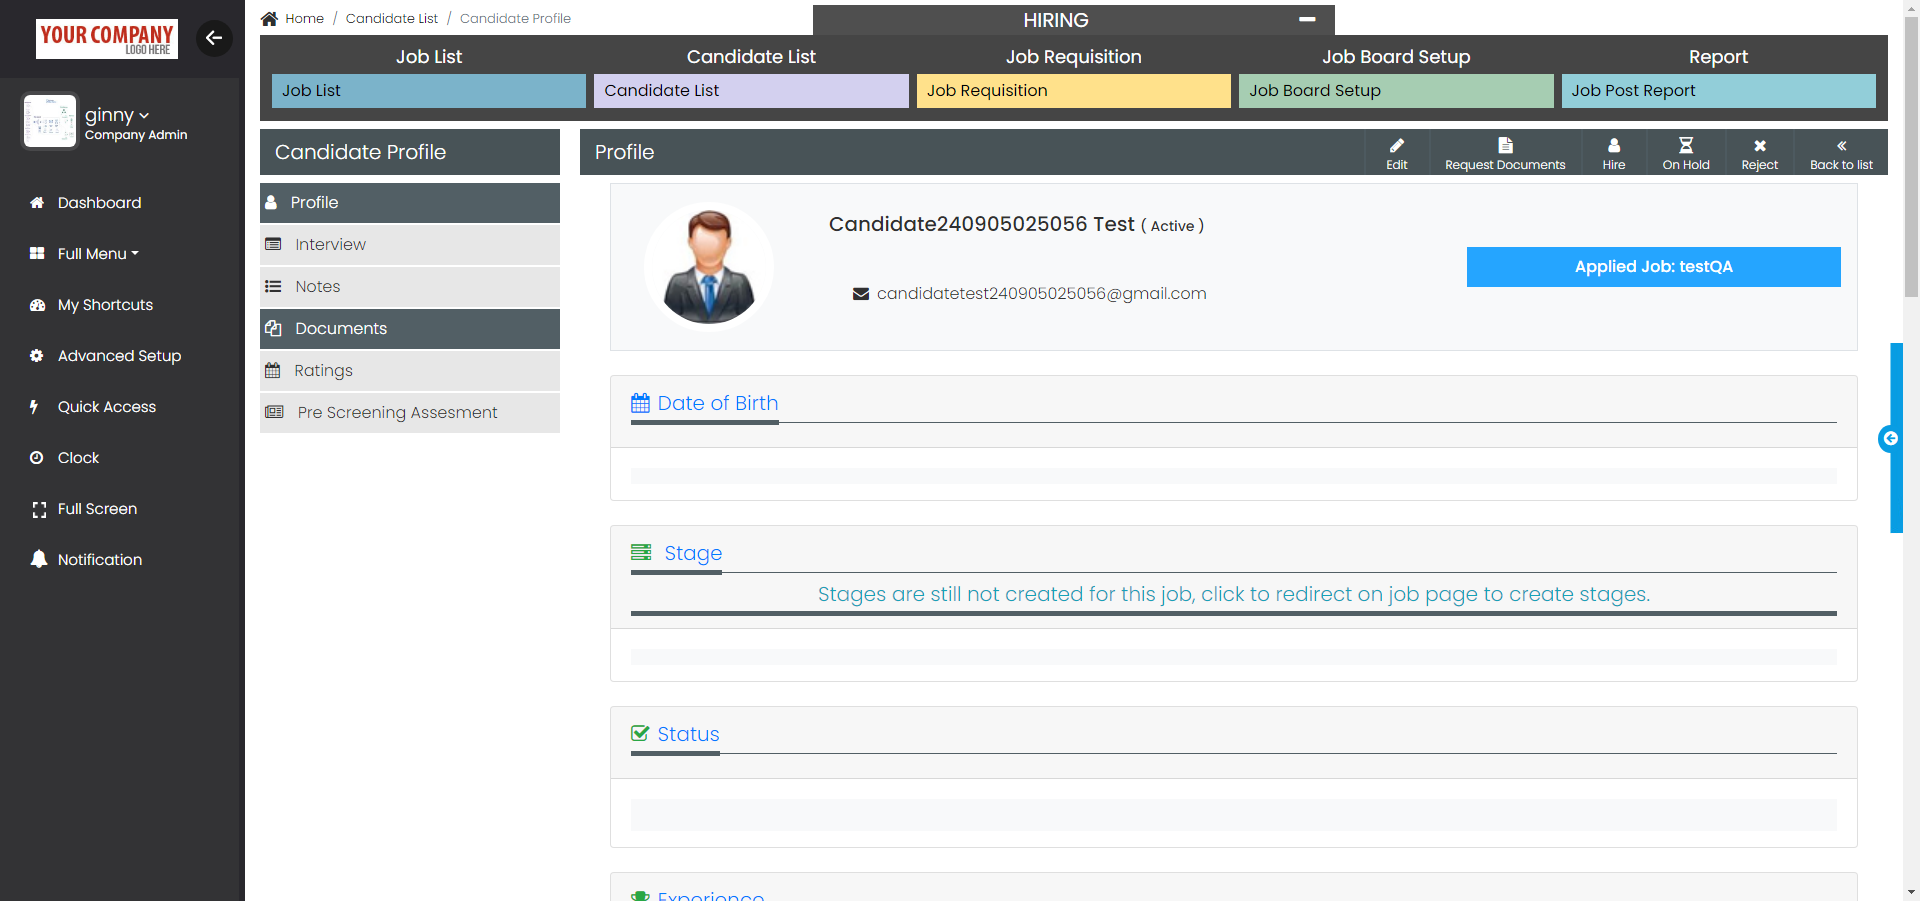 YOUR COMPANY
LOGO HERE
ginny
Company Admin
Dashboard
Full Menu
My Shortcuts
Advanced Setup
Quick Access
Clock
Full Screen
Notification
Home / Candidate List / Candidate Profile
HIRING
Job List
Candidate List
Job Requisition
Job Board Setup
Report
Job List
Candidate List
Job Requisition
Job Board Setup
Job Post Report
Candidate Profile
Profile
Interview
Notes
Documents
Ratings
Pre Screening Assesment
Profile
Edit
Request Documents
Hire
On Hold
Reject
Back to list
Candidate240905025056 Test ( Active )
candidatetest240905025056@gmail.com
Applied Job: testQA
Date of Birth
Stage
Stages are still not created for this job, click to redirect on job page to create stages.
Status
Experience